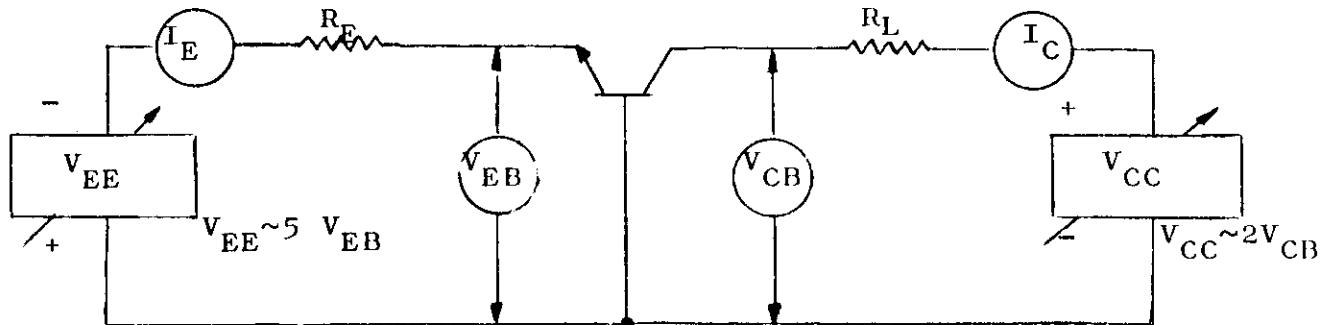 I_E
R_E
R_L
I_C
-
+
V_EE
V_EB
V_CB
V_CC
+
V_EE~5 V_EB
-
V_CC~2V_CB